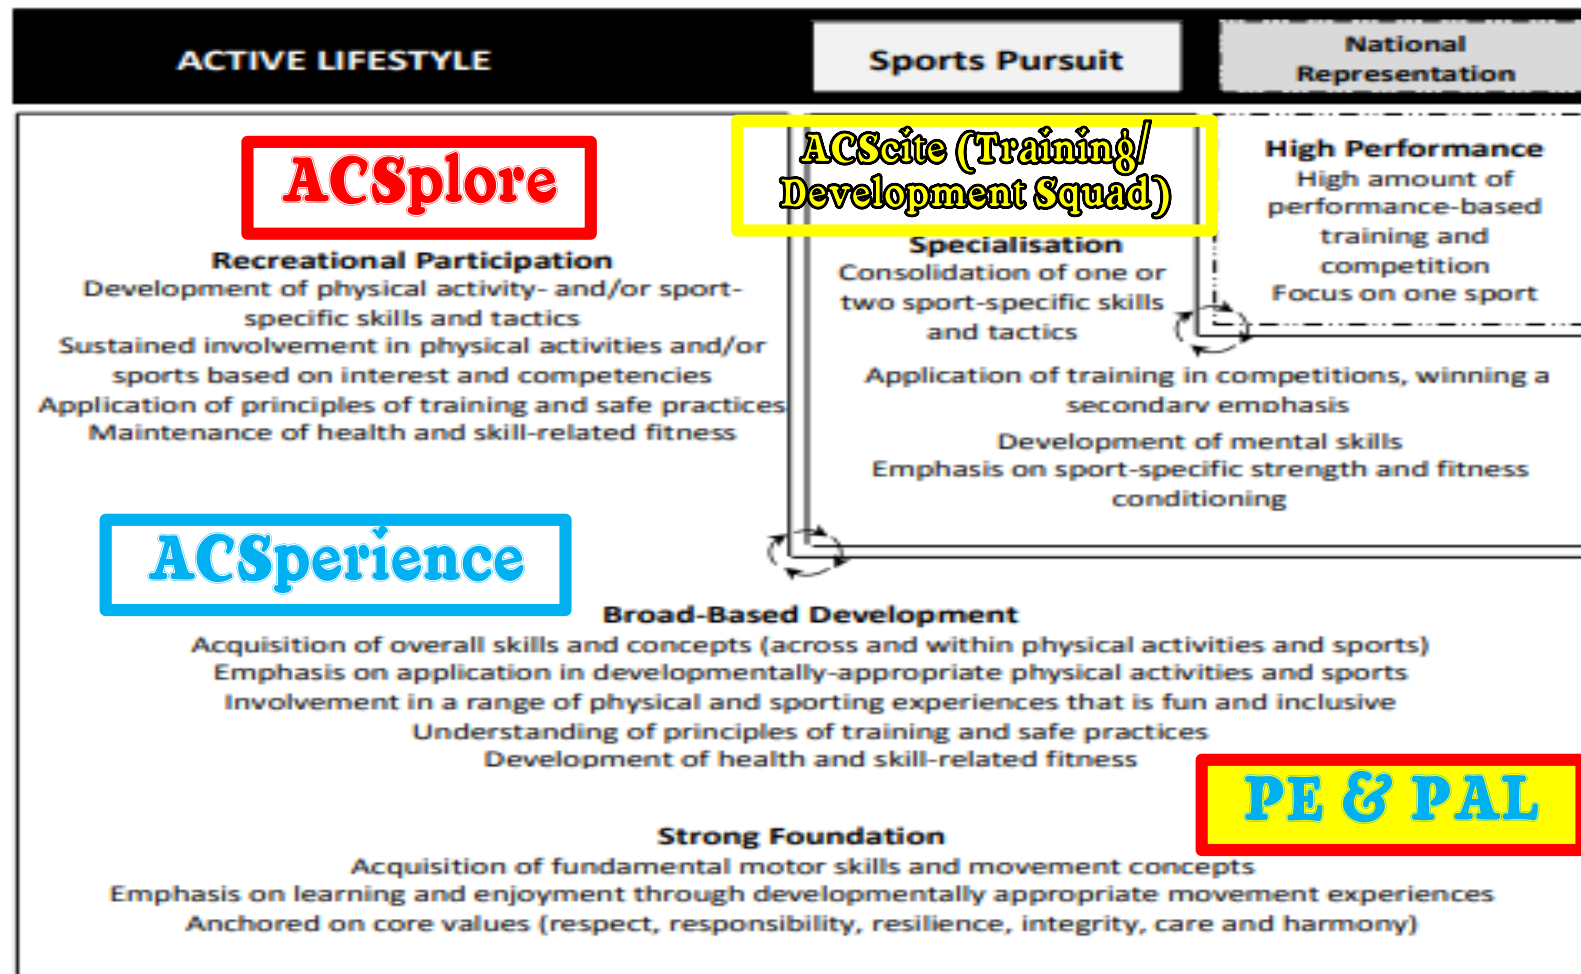 ACTIVE LIFESTYLE
Sports Pursuit
National
Representation
ACSplore
Recreational Participation
Development of physical activity- and/or sport-
specific skills and tactics
Sustained involvement in physical activities and/or
sports based on interest and competencies
Application of principles of training and safe practices
Maintenance of health and skill-related fitness
ACScite (Training/
Development Squad)
Specialisation
Consolidation of one or
two sport-specific skills
and tactics
Application of training in competitions, winning a
secondary emphasis
Development of mental skills
Emphasis on sport-specific strength and fitness
conditioning
High Performance
High amount of
performance-based
training and
competition
Focus on one sport
ACSperience
Broad-Based Development
Acquisition of overall skills and concepts (across and within physical activities and sports)
Emphasis on application in developmentally-appropriate physical activities and sports
Involvement in a range of physical and sporting experiences that is fun and inclusive
Understanding of principles of training and safe practices
Development of health and skill-related fitness
PE & PAL
Strong Foundation
Acquisition of fundamental motor skills and movement concepts
Emphasis on learning and enjoyment through developmentally appropriate movement experiences
Anchored on core values (respect, responsibility, resilience, integrity, care and harmony)